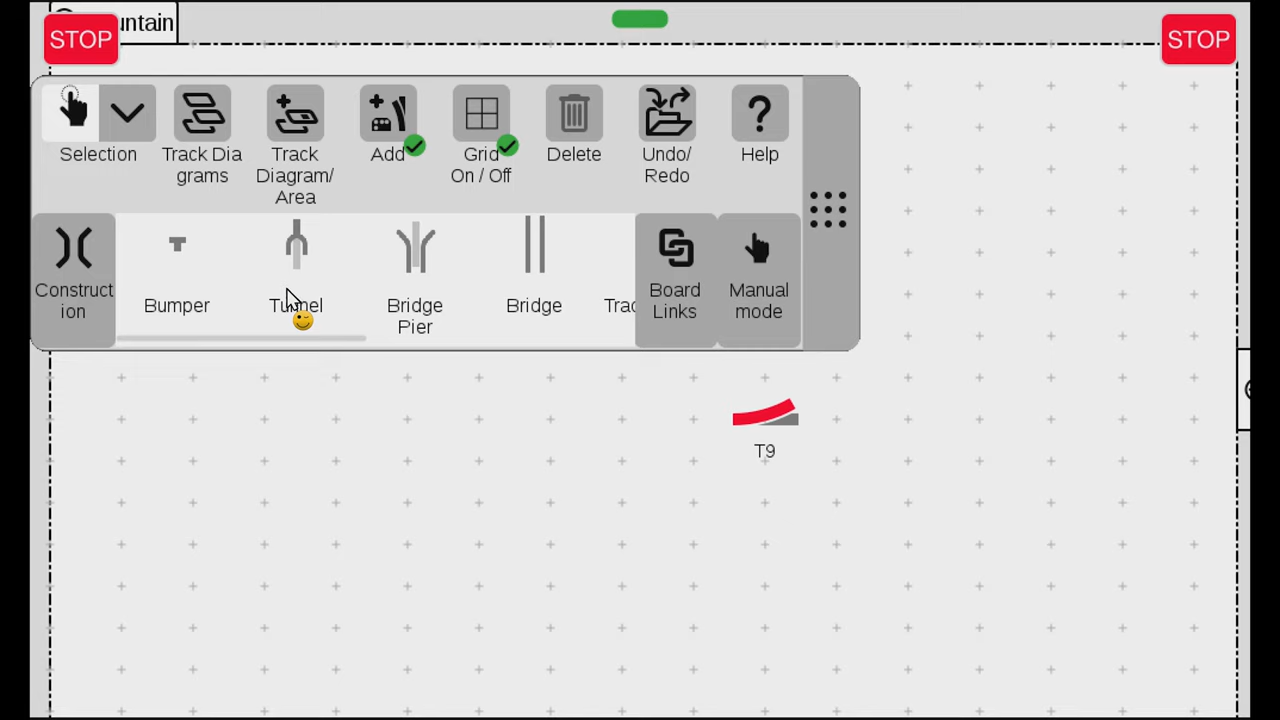 untain
STOP
STOP
Selection
Track Dia
grams
Track
Diagram/
Area
Add
Grid
On / Off
Delete
Undo/
Redo
?
Help
Construct
ion
Bumper
Tunnel
Bridge
Pier
Bridge
Trac
Board
Links
Manual
mode
T9